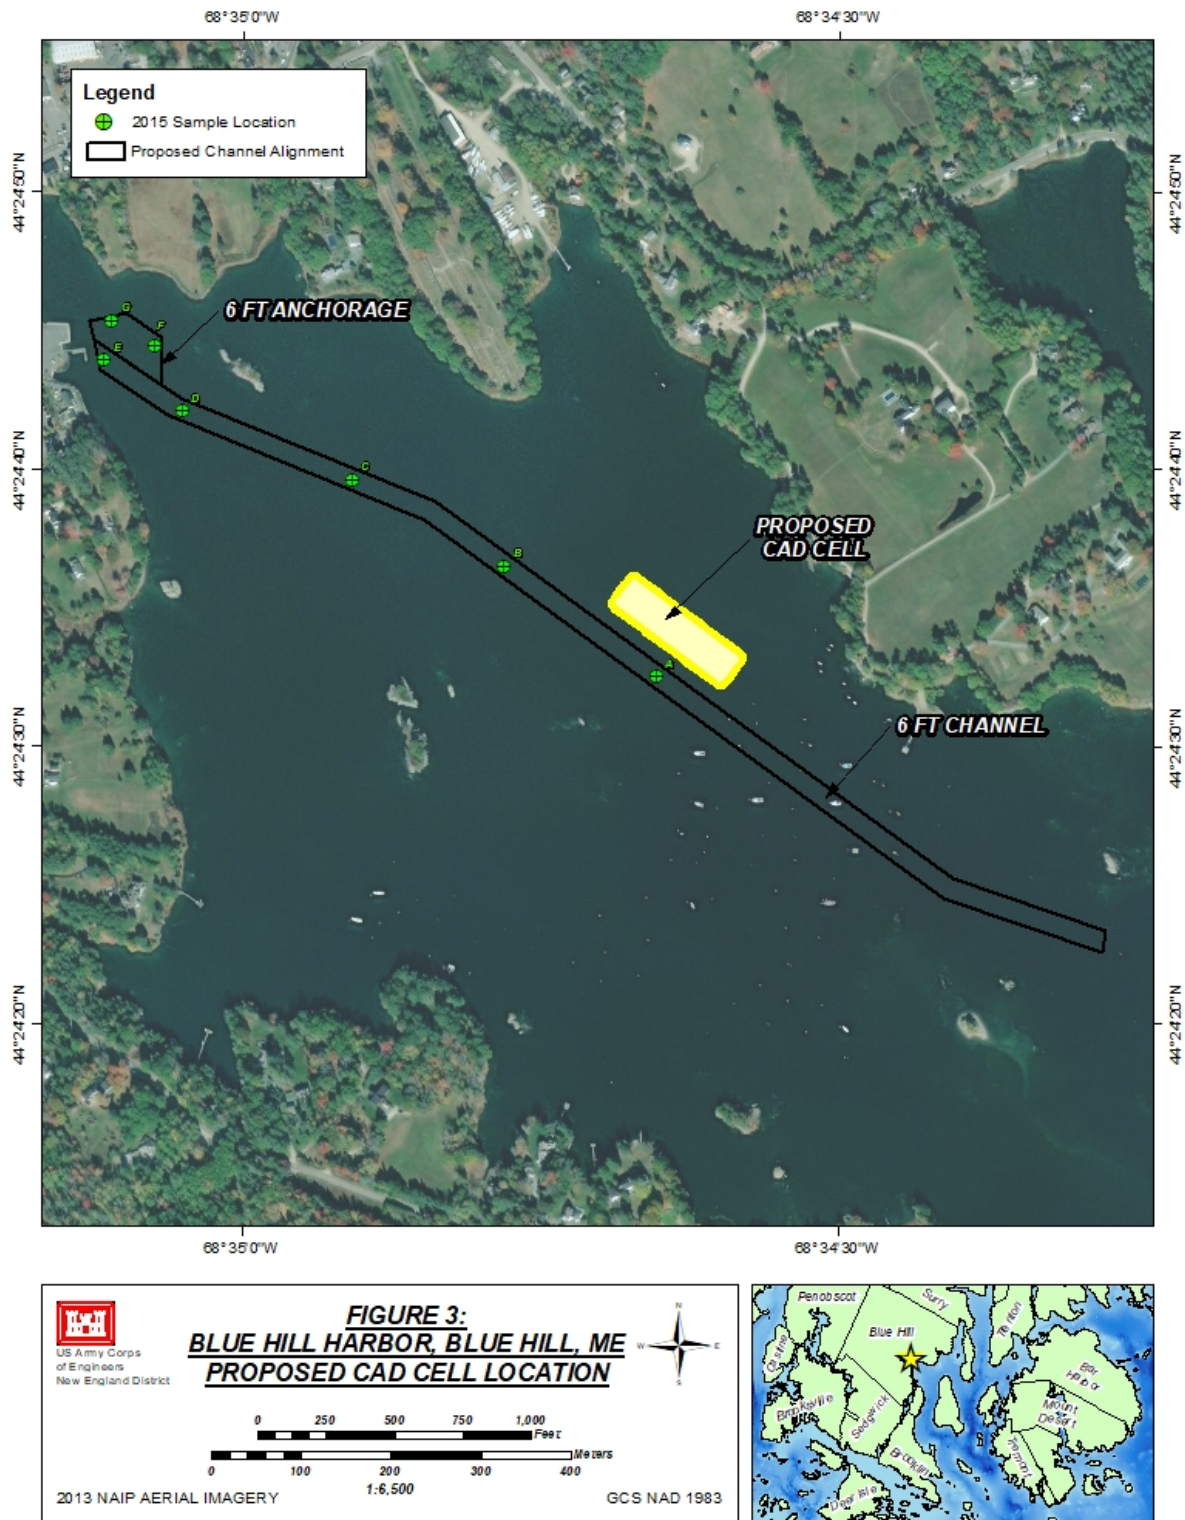 68°35'0"W
68°34'30"W
Legend
2015 Sample Location
Proposed Channel Alignment
44°24'50"N
44°24'50"N
G
F
E
6 FT ANCHORAGE
D
C
44°24'40"N
44°24'40"N
B
PROPOSED
CAD CELL
A
6 FT CHANNEL
44°24'30"N
44°24'30"N
44°24'20"N
44°24'20"N
68°35'0"W
68°34'30"W
US Army Corps
of Engineers
New England District
FIGURE 3:
BLUE HILL HARBOR, BLUE HILL, ME
PROPOSED CAD CELL LOCATION
N
W
E
S
0 250 500 750 1,000
Feet
Meters
0 100 200 300 400
1:6,500
2013 NAIP AERIAL IMAGERY
GCS NAD 1983
Penobscot
Surry
Trenton
Blue Hill
Castine
Bar
Harbor
Brooksville
Sedgwick
Mount
Desert
Tremont
Brooklin
Deer Isle